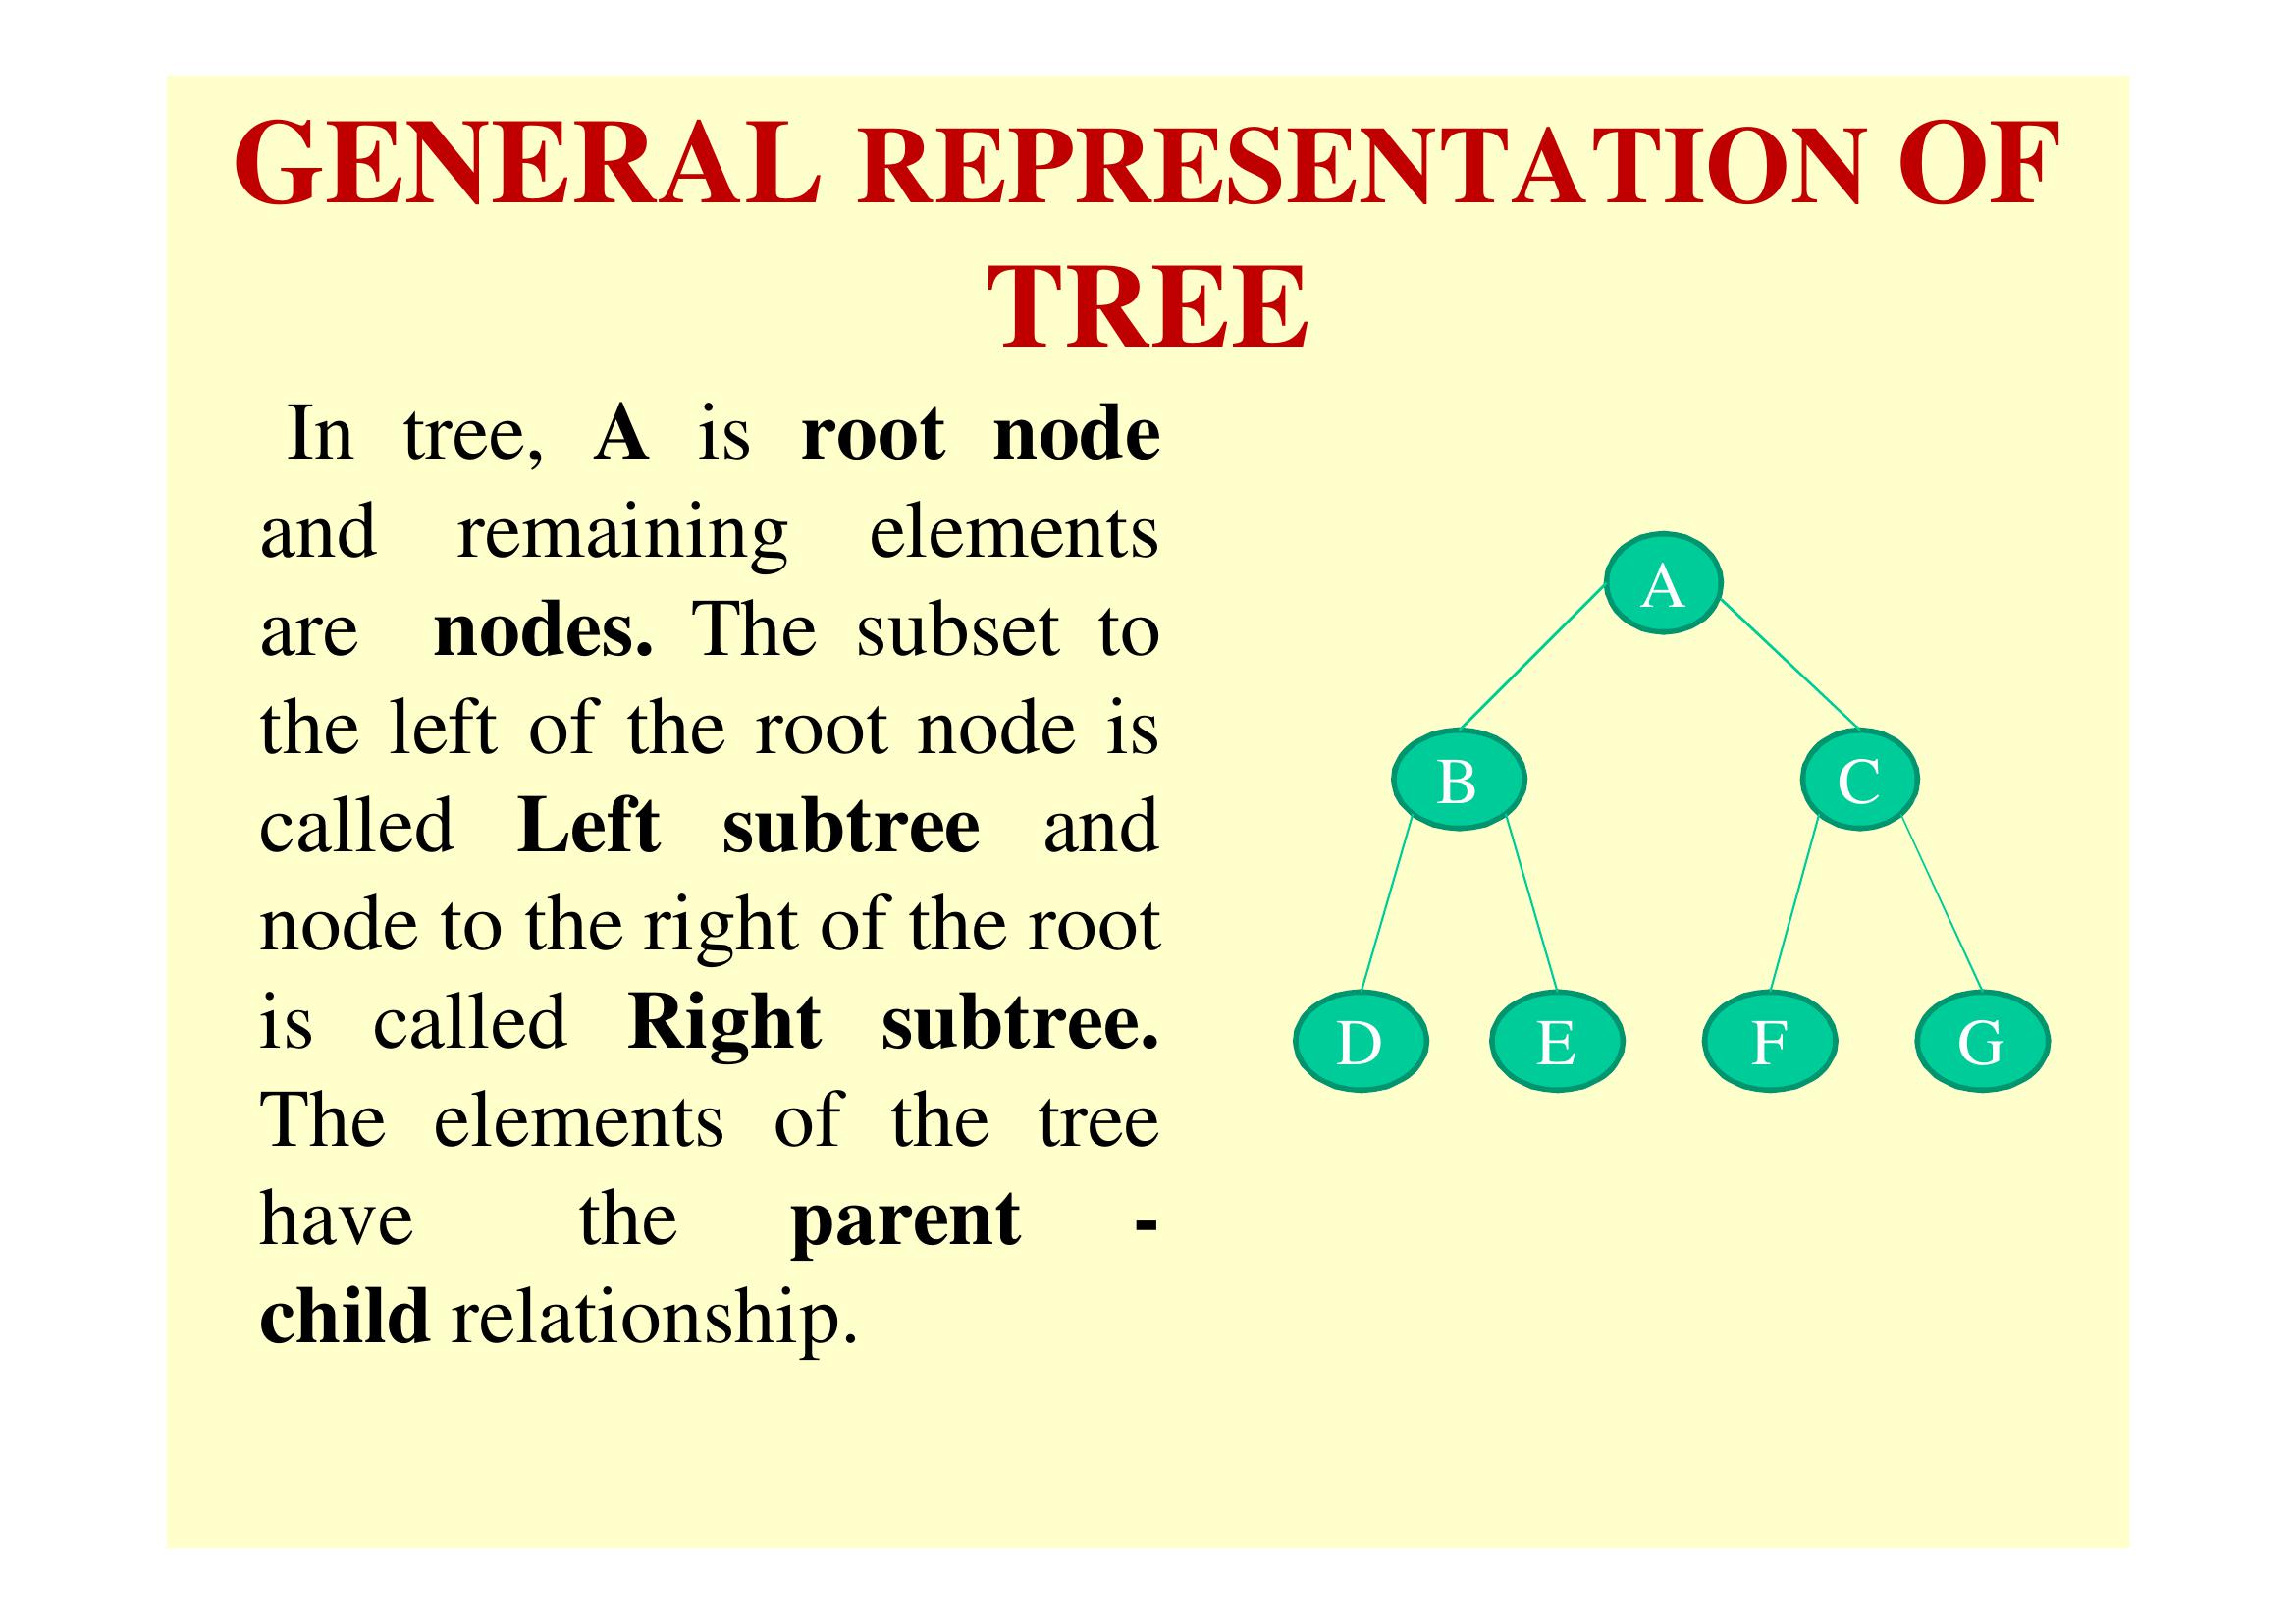 GENERAL REPRESENTATION OF
TREE
In tree, A is root node
and remaining elements
are nodes. The subset to
the left of the root node is
called Left subtree and
node to the right of the root
is called Right subtree.
The elements of the tree
have the parent -
child relationship.
A
B C
D E F G